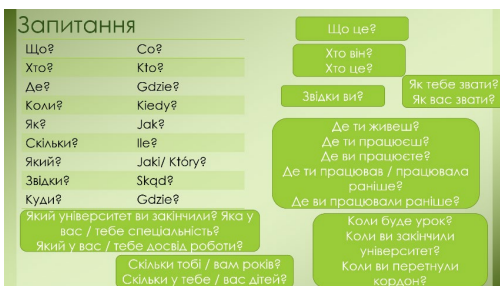 Запитання
Що? Co?
Хто? Kto?
Де? Gdzie?
Коли? Kiedy?
Як? Jak?
Скільки? Ile?
Який? Jaki/ Który?
Звідки? Skąd?
Куди? Gdzie?
Що це?
Хто він?
Хто це?
Звідки ви?
Як тебе звати?
Як вас звати?
Де ти живеш?
Де ти працюєш?
Де ви працюєте?
Де ти працював / працювала
раніше?
Де ви працювали раніше?
Який університет ви закінчили? Яка у
вас / тебе спеціальність?
Який у вас / тебе досвід роботи?
Коли буде урок?
Коли ви закінчили
університет?
Коли ви перетнули
кордон?
Скільки тобі / вам років?
Скільки у тебе / вас дітей?